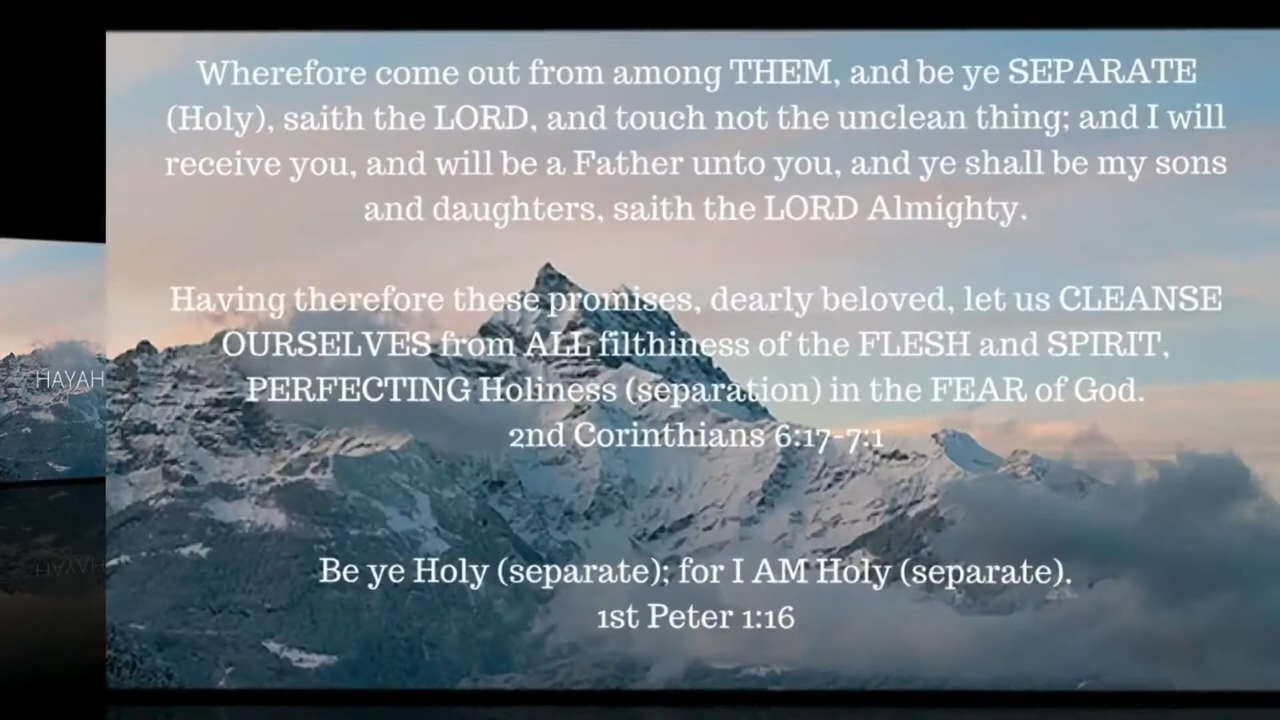 Wherefore come out from among THEM, and be ye SEPARATE
(Holy), saith the LORD, and touch not the unclean thing; and I will
receive you, and will be a Father unto you, and ye shall be my sons
and daughters, saith the LORD Almighty.
Having therefore these promises, dearly beloved, let us CLEANSE
OURSELVES from ALL filthiness of the FLESH and SPIRIT,
PERFECTING Holiness (separation) in the FEAR of God.
2nd Corinthians 6:17-7:1
Be ye Holy (separate); for I AM Holy (separate).
1st Peter 1:16
HAYAH